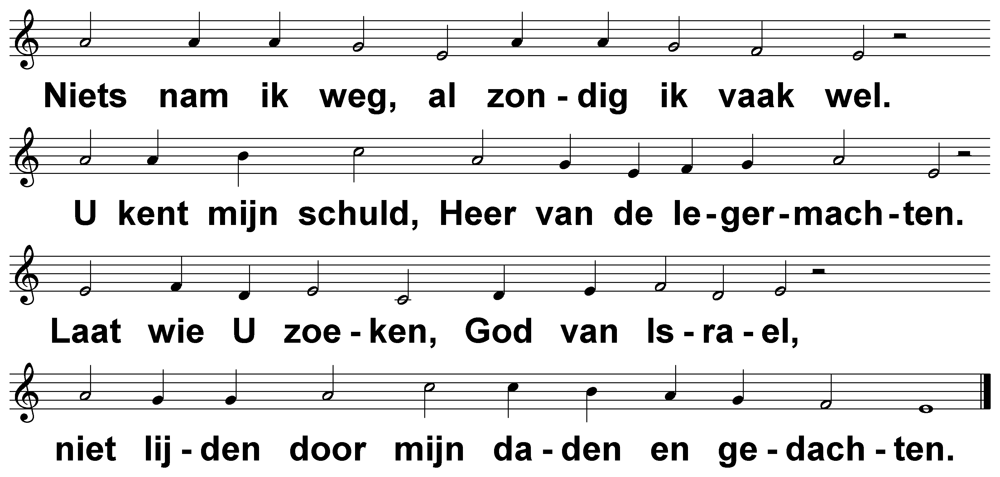 Niets nam ik weg, al zon - dig ik vaak wel.
U kent mijn schuld, Heer van de le - ger - mach - ten.
Laat wie U zoe - ken, God van Is - ra - el,
niet lij - den door mijn da - den en ge - dach - ten.